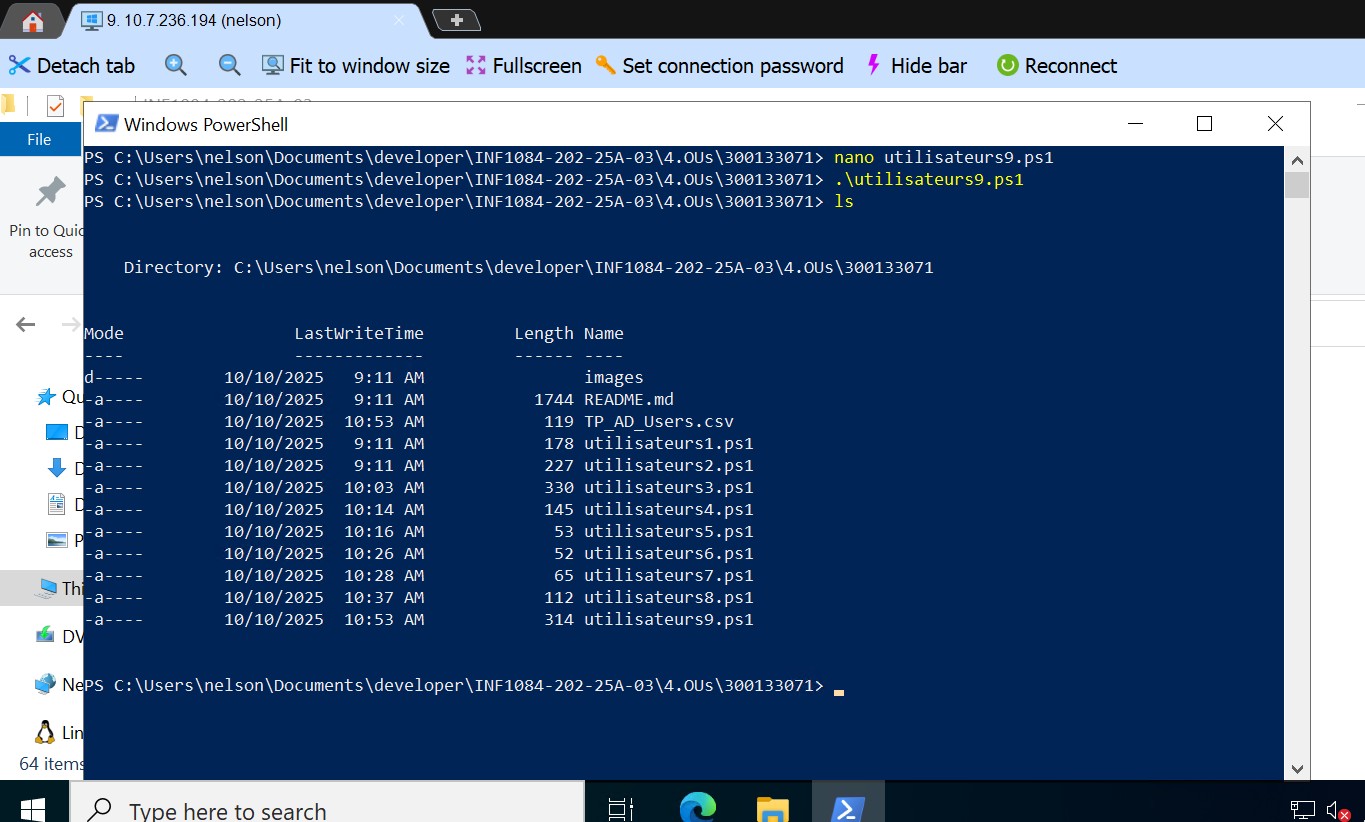 9. 10.7.236.194 (nelson)
Detach tab Fit to window size Fullscreen Set connection password Hide bar Reconnect
Windows PowerShell
File
Pin to Quic
access
PS C:\Users\nelson\Documents\developer\INF1084-202-25A-03\4.OUs\300133071> nano utilisateurs9.ps1
PS C:\Users\nelson\Documents\developer\INF1084-202-25A-03\4.OUs\300133071> .\utilisateurs9.ps1
PS C:\Users\nelson\Documents\developer\INF1084-202-25A-03\4.OUs\300133071> ls
Directory: C:\Users\nelson\Documents\developer\INF1084-202-25A-03\4.OUs\300133071
Mode LastWriteTime Length Name
---- ------------- ------ ----
d----- 10/10/2025 9:11 AM images
-a---- 10/10/2025 9:11 AM 1744 README.md
-a---- 10/10/2025 10:53 AM 119 TP_AD_Users.csv
-a---- 10/10/2025 9:11 AM 178 utilisateurs1.ps1
-a---- 10/10/2025 9:11 AM 227 utilisateurs2.ps1
-a---- 10/10/2025 10:03 AM 330 utilisateurs3.ps1
-a---- 10/10/2025 10:14 AM 145 utilisateurs4.ps1
-a---- 10/10/2025 10:16 AM 53 utilisateurs5.ps1
-a---- 10/10/2025 10:26 AM 52 utilisateurs6.ps1
-a---- 10/10/2025 10:28 AM 65 utilisateurs7.ps1
-a---- 10/10/2025 10:37 AM 112 utilisateurs8.ps1
-a---- 10/10/2025 10:53 AM 314 utilisateurs9.ps1
PS C:\Users\nelson\Documents\developer\INF1084-202-25A-03\4.OUs\300133071>
Qu
D
D
D
P
Thi
DV
Ne
Lin
64 items
Type here to search